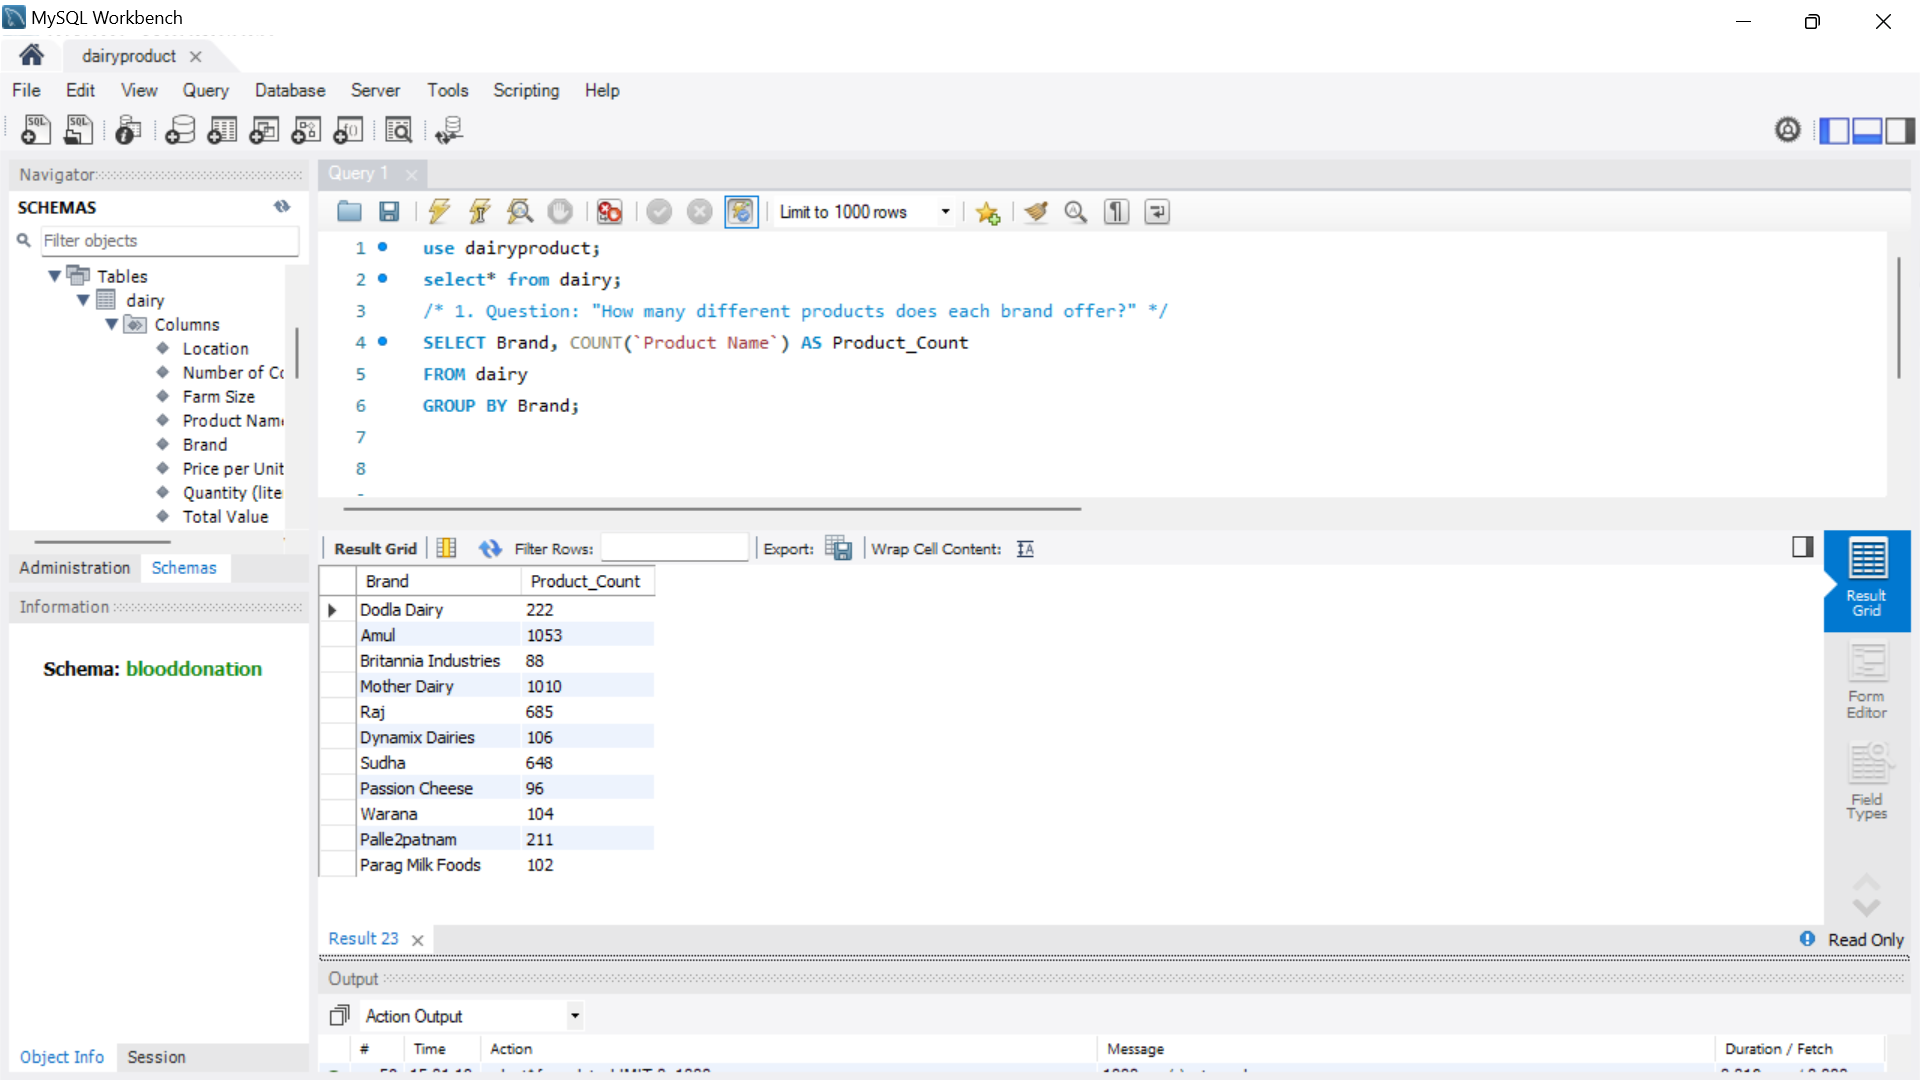 MySQL Workbench
dairyproduct
File Edit View Query Database Server Tools Scripting Help
Navigator
SCHEMAS
Filter objects
Tables
dairy
Columns
Location
Number of Co
Farm Size
Product Name
Brand
Price per Unit
Quantity (lite
Total Value
Administration Schemas
Information
Schema: blooddonation
Object Info Session
Query 1
Limit to 1000 rows
1 use dairyproduct;
2 select* from dairy;
3 /* 1. Question: "How many different products does each brand offer?" */
4 SELECT Brand, COUNT(`Product Name`) AS Product_Count
5 FROM dairy
6 GROUP BY Brand;
7
8
Result Grid Filter Rows: Export: Wrap Cell Content:
Brand Product_Count
Dodla Dairy 222
Amul 1053
Britannia Industries 88
Mother Dairy 1010
Raj 685
Dynamix Dairies 106
Sudha 648
Passion Cheese 96
Warana 104
Palle2patnam 211
Parag Milk Foods 102
Result Grid
Form Editor
Field Types
Result 23
Read Only
Output
Action Output
# Time Action Message Duration / Fetch